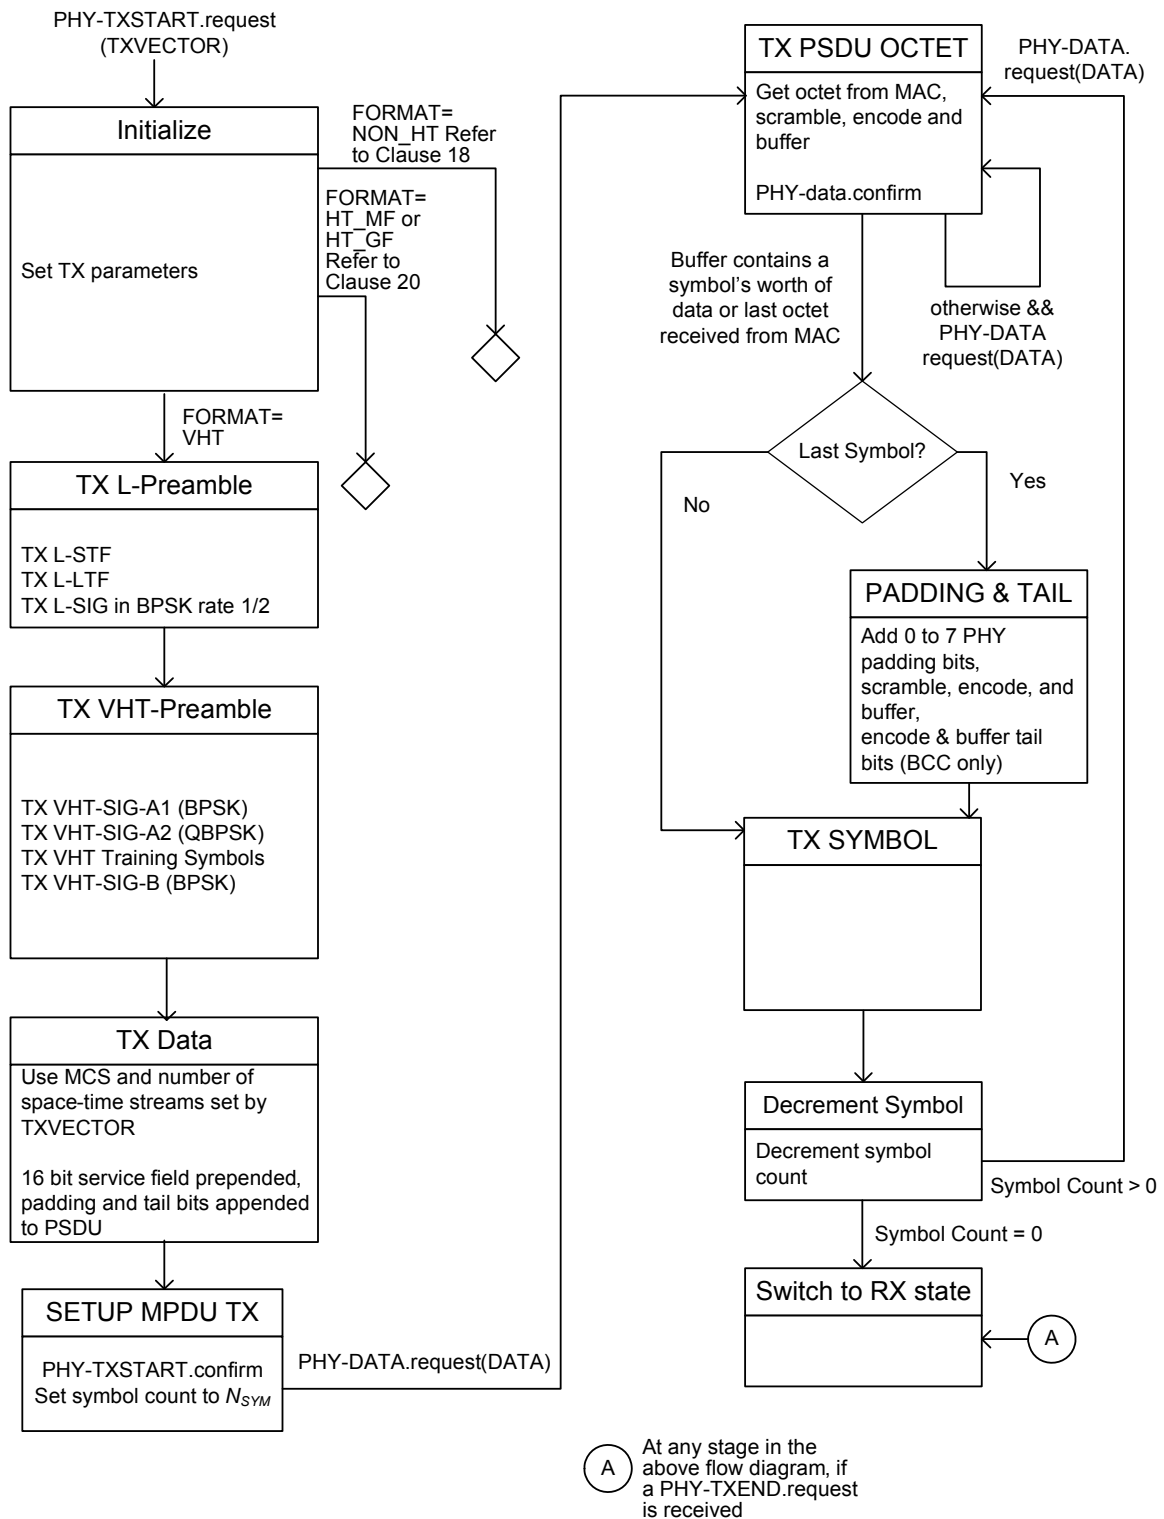 PHY-TXSTART.request
(TXVECTOR)
Initialize
Set TX parameters
FORMAT=
NON_HT Refer
to Clause 18
FORMAT=
HT_MF or
HT_GF
Refer to
Clause 20
FORMAT=
VHT
TX L-Preamble
TX L-STF
TX L-LTF
TX L-SIG in BPSK rate 1/2
TX VHT-Preamble
TX VHT-SIG-A1 (BPSK)
TX VHT-SIG-A2 (QBPSK)
TX VHT Training Symbols
TX VHT-SIG-B (BPSK)
TX Data
Use MCS and number of
space-time streams set by
TXVECTOR
16 bit service field prepended,
padding and tail bits appended
to PSDU
SETUP MPDU TX
PHY-TXSTART.confirm
Set symbol count to NSYM
PHY-DATA.request(DATA)
TX PSDU OCTET
Get octet from MAC,
scramble, encode and
buffer
PHY-data.confirm
PHY-DATA.
request(DATA)
Buffer contains a
symbol's worth of
data or last octet
received from MAC
otherwise &&
PHY-DATA
request(DATA)
Last Symbol?
No
Yes
PADDING & TAIL
Add 0 to 7 PHY
padding bits,
scramble, encode, and
buffer,
encode & buffer tail
bits (BCC only)
TX SYMBOL
Decrement Symbol
Decrement symbol
count
Symbol Count > 0
Symbol Count = 0
Switch to RX state
A
A
At any stage in the
above flow diagram, if
a PHY-TXEND.request
is received